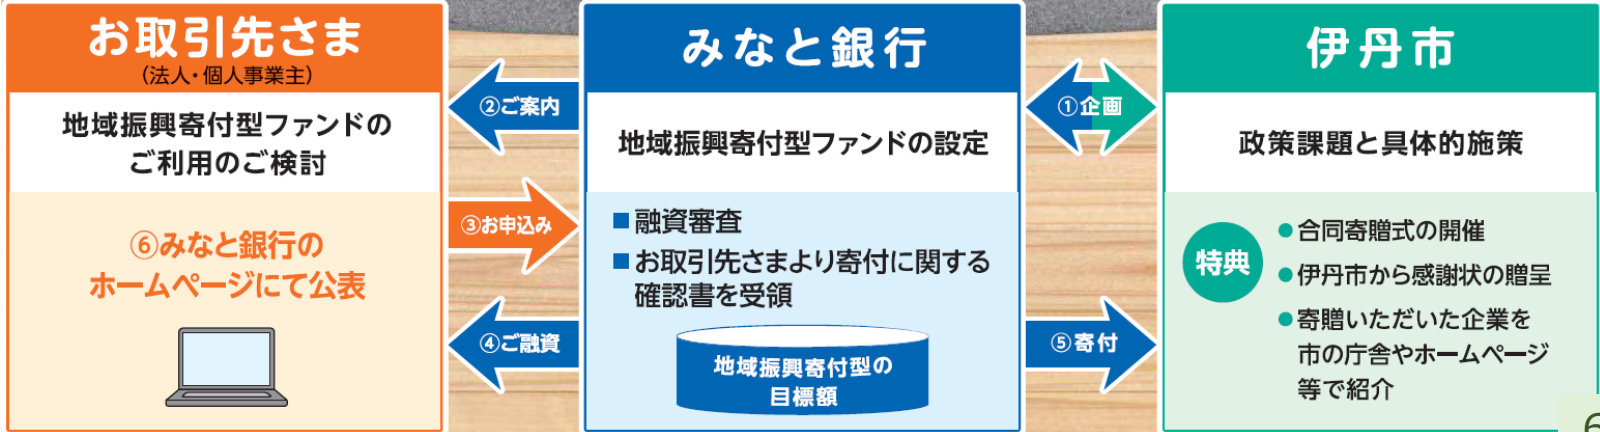 お取引先さま
（法人・個人事業主）
地域振興寄付型ファンドの
ご利用のご検討
⑥みなと銀行の
ホームページにて公表
②ご案内
③お申込み
④ご融資
みなと銀行
地域振興寄付型ファンドの設定
■融資審査
■お取引先さまより寄付に関する
確認書を受領
地域振興寄付型の
目標額
①企画
⑤寄付
伊丹市
政策課題と具体的施策
特典
●合同寄贈式の開催
●伊丹市から感謝状の贈呈
●寄贈いただいた企業を
市の庁舎やホームページ
等で紹介